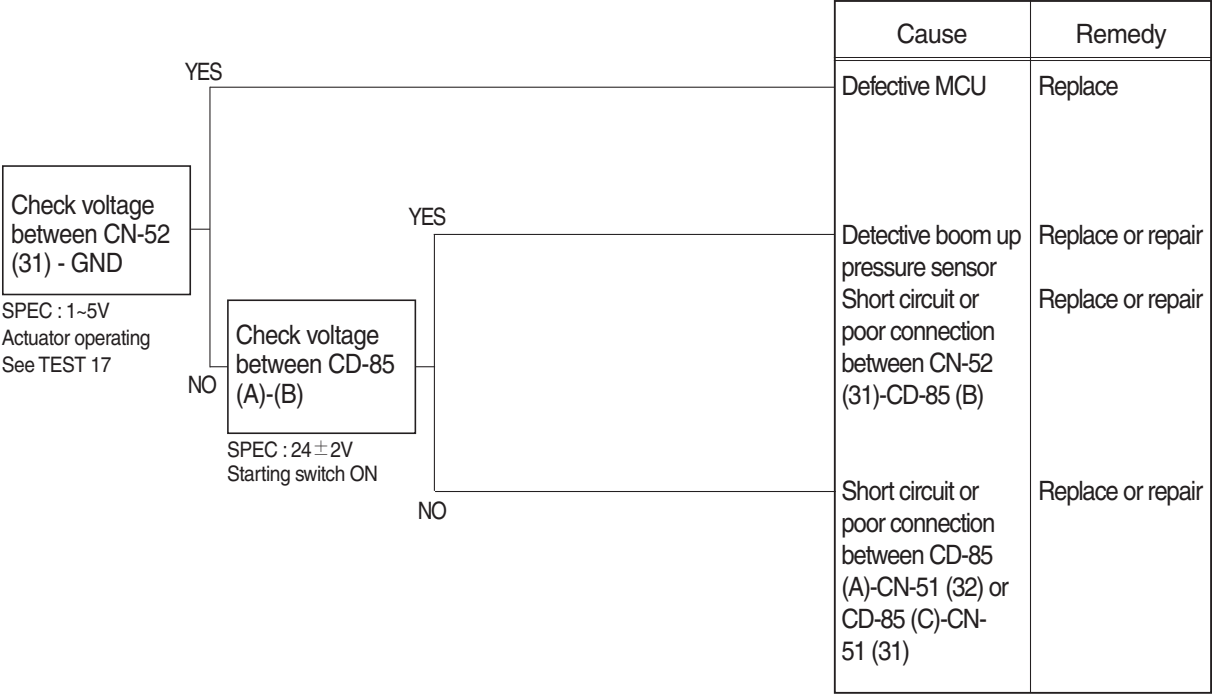 Cause
Remedy
YES
Defective MCU
Replace
Check voltage
between CN-52
(31) - GND
SPEC : 1~5V
Actuator operating
See TEST 17
NO
YES
Detective boom up
pressure sensor
Replace or repair
Short circuit or
poor connection
between CN-52
(31)-CD-85 (B)
Replace or repair
Check voltage
between CD-85
(A)-(B)
SPEC : 24±2V
Starting switch ON
NO
Short circuit or
poor connection
between CD-85
(A)-CN-51 (32) or
CD-85 (C)-CN-
51 (31)
Replace or repair